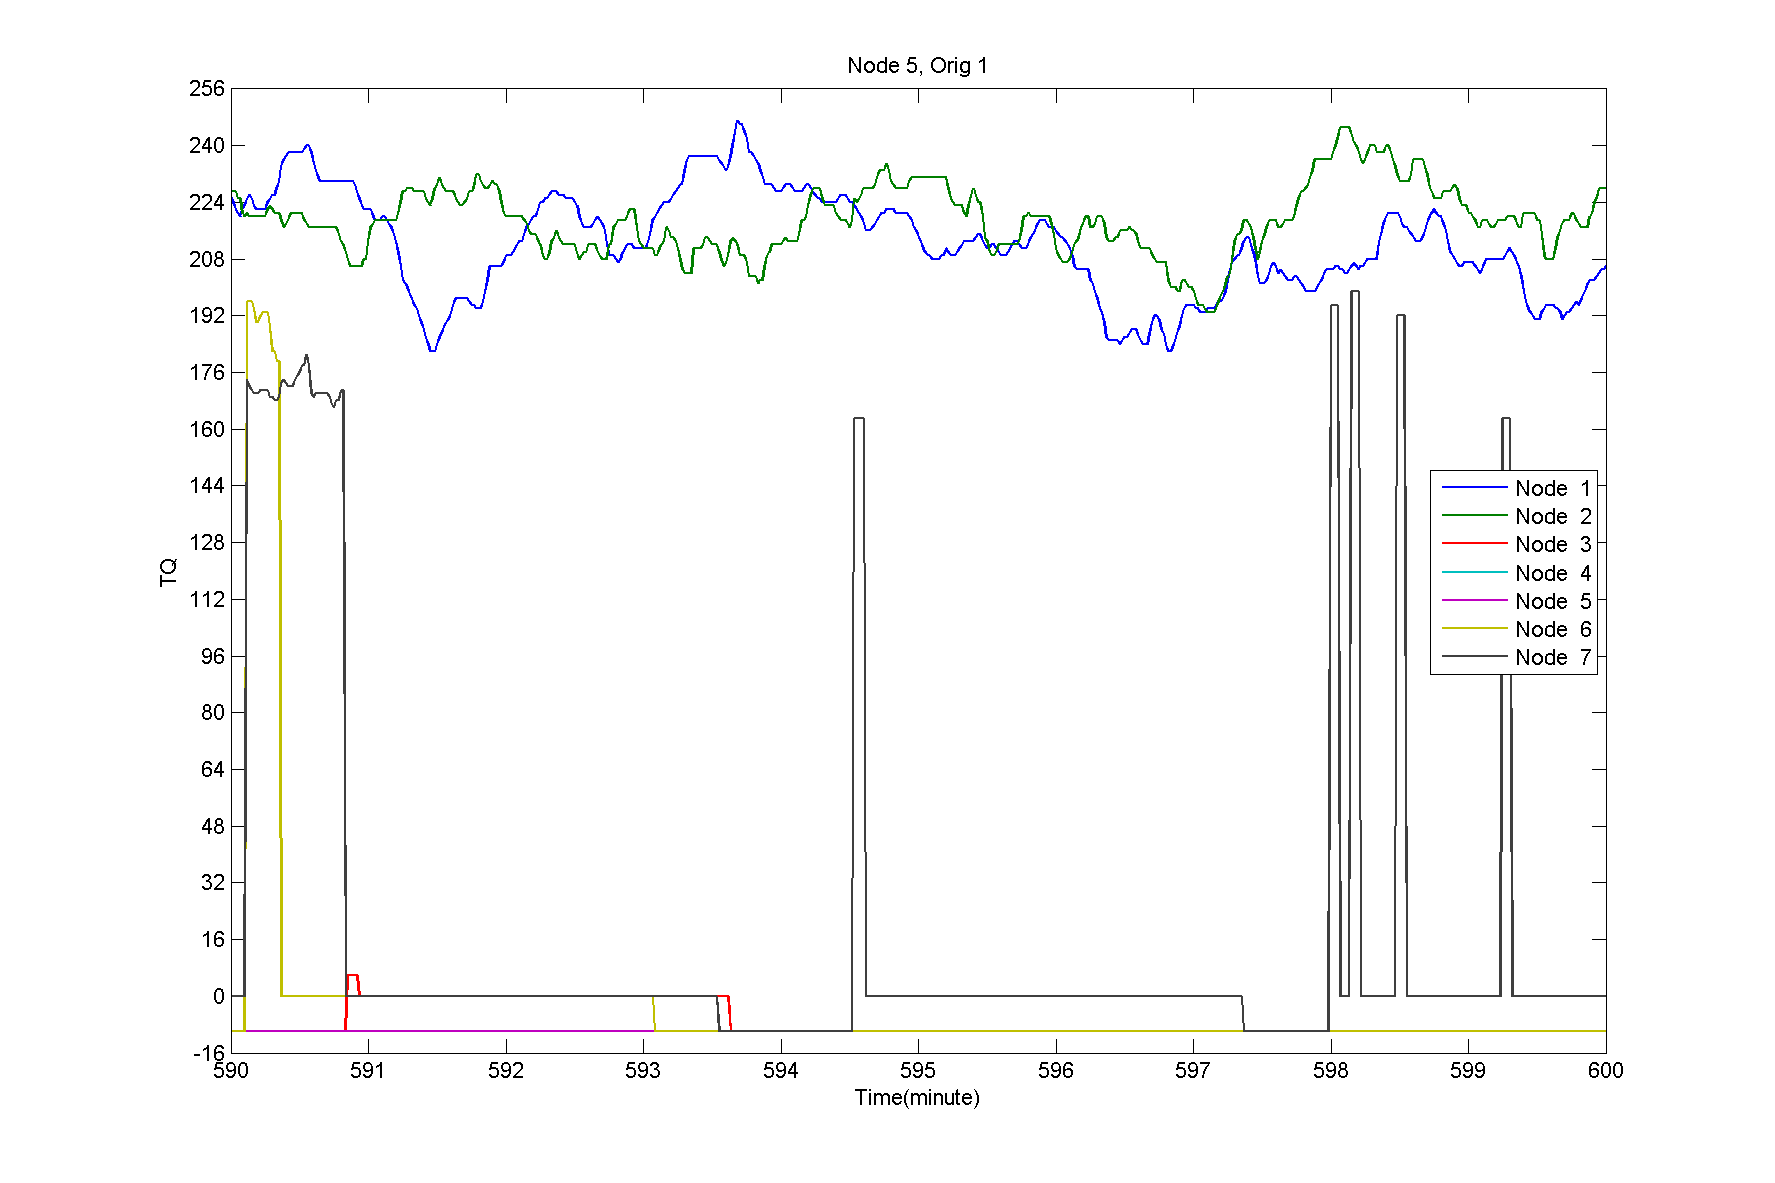 Node 5, Orig 1
256
240
224
208
192
176
160
144
128
112
96
80
64
48
32
16
0
-16
TQ
Node 1
Node 2
Node 3
Node 4
Node 5
Node 6
Node 7
590 591 592 593 594 595 596 597 598 599 600
Time(minute)